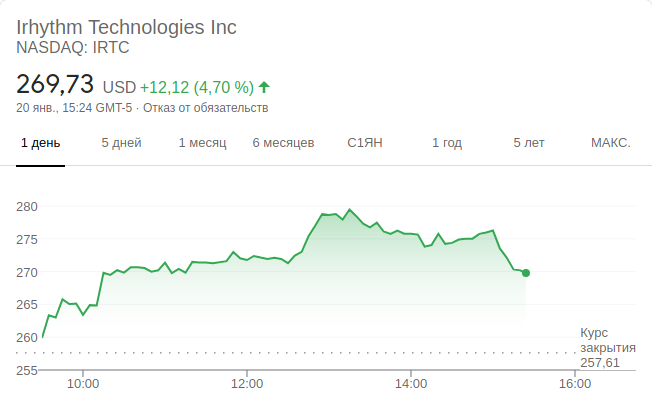 Irhythm Technologies Inc
NASDAQ: IRTC
269,73 USD +12,12 (4,70 %)
20 янв., 15:24 GMT-5 · Отказ от обязательств
1 день 5 дней 1 месяц 6 месяцев С1ЯН 1 год 5 лет МАКС.
280
275
270
265
260
Курс
закрытия
257,61
255
10:00 12:00 14:00 16:00